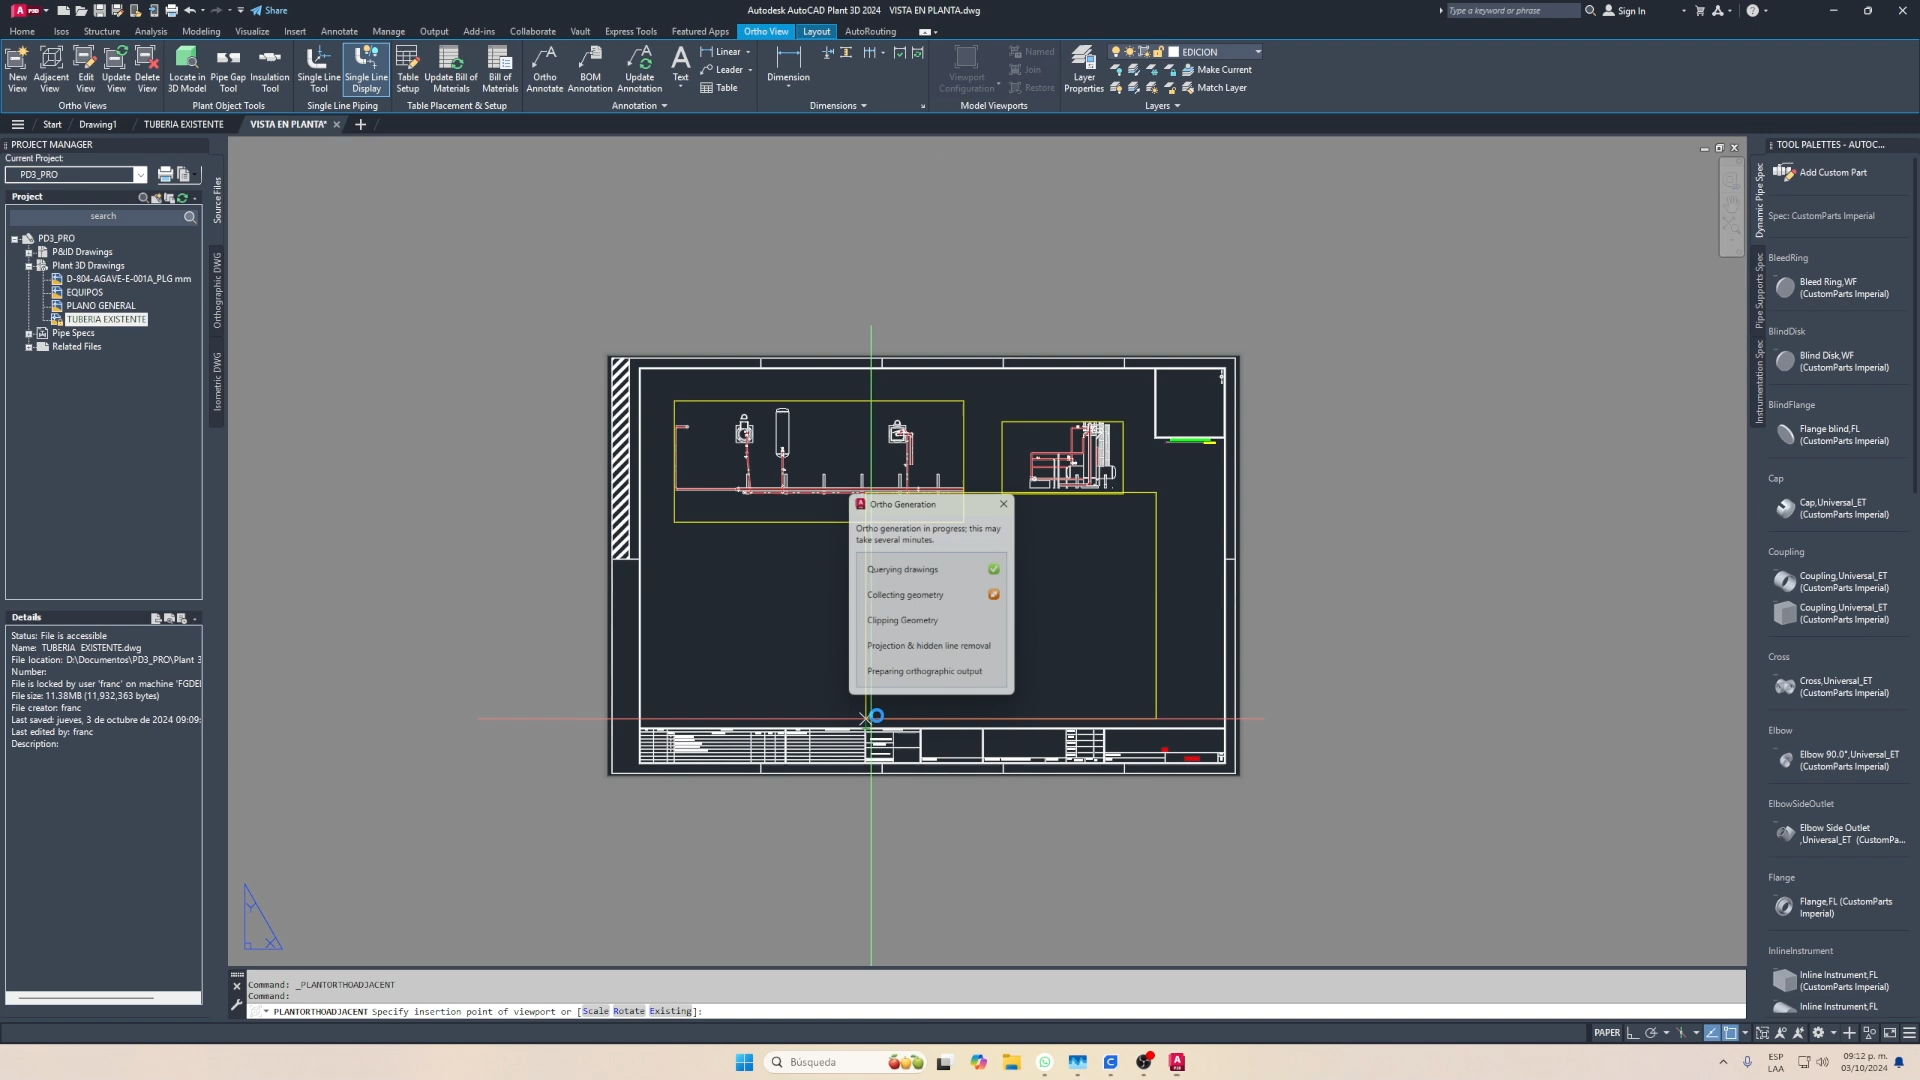 Share
Autodesk AutoCAD Plant 3D 2024 VISTA EN PLANTA.dwg
Type a keyword or phrase
Sign In
Home Isos Structure Analysis Modeling Visualize Insert Annotate Manage Output Add-ins Collaborate Vault Express Tools Featured Apps Ortho View Layout AutoRouting
New View
Adjacent View
Edit View
Update View
Delete View
Locate in 3D Model
Pipe Gap Tool
Insulation Tool
Single Line Tool
Single Line Display
Table Setup
Update Bill of Materials
Bill of Materials
Ortho Annotate
BOM Annotation
Update Annotation
Text
Linear
Leader
Table
Dimension
Viewport Configuration
Named
Join
Restore
Layer Properties
EDICION
Make Current
Match Layer
Ortho Views
Plant Object Tools
Single Line Piping
Table Placement & Setup
Annotation
Dimensions
Model Viewports
Layers
Start
Drawing1
TUBERIA EXISTENTE
VISTA EN PLANTA*
PROJECT MANAGER
Current Project:
PD3_PRO
Project
search
PD3_PRO
P&ID Drawings
Plant 3D Drawings
D-804-AGAVE-E-001A_PLG mm
EQUIPOS
PLANO GENERAL
TUBERIA EXISTENTE
Pipe Specs
Related Files
Source Files
Orthographic DWG
Isometric DWG
Details
Status: File is accessible
Name: TUBERIA EXISTENTE.dwg
File location: D:\Documentos\PD3_PRO\Plant 3
Number:
File is locked by user 'franc' on machine 'FGDEL
File size: 11.38MB (11,932,363 bytes)
File creator: franc
Last saved: jueves, 3 de octubre de 2024 09:09:
Last edited by: franc
Description:
Ortho Generation
Ortho generation in progress; this may
take several minutes.
Querying drawings
Collecting geometry
Clipping Geometry
Projection & hidden line removal
Preparing orthographic output
Y
X
Command: _PLANTORTHOADJACENT
Command:
PLANTORTHOADJACENT Specify insertion point of viewport or [Scale Rotate Existing]:
TOOL PALETTES - AUTOC...
Dynamic Pipe Spec
Pipe Supports Spec
Instrumentation Spec
Add Custom Part
Spec: CustomParts Imperial
BleedRing
Bleed Ring,WF
(CustomParts Imperial)
BlindDisk
Blind Disk,WF
(CustomParts Imperial)
BlindFlange
Flange blind,FL
(CustomParts Imperial)
Cap
Cap,Universal_ET
(CustomParts Imperial)
Coupling
Coupling,Universal_ET
(CustomParts Imperial)
Coupling,Universal_ET
(CustomParts Imperial)
Cross
Cross,Universal_ET
(CustomParts Imperial)
Elbow
Elbow 90.0°,Universal_ET
(CustomParts Imperial)
ElbowSideOutlet
Elbow Side Outlet
,Universal_ET (CustomPa...
Flange
Flange,FL (CustomParts
Imperial)
InlineInstrument
Inline Instrument,FL
(CustomParts Imperial)
Inline Instrument,FL
PAPER
Búsqueda
ESP
LAA
09:12 p. m.
03/10/2024